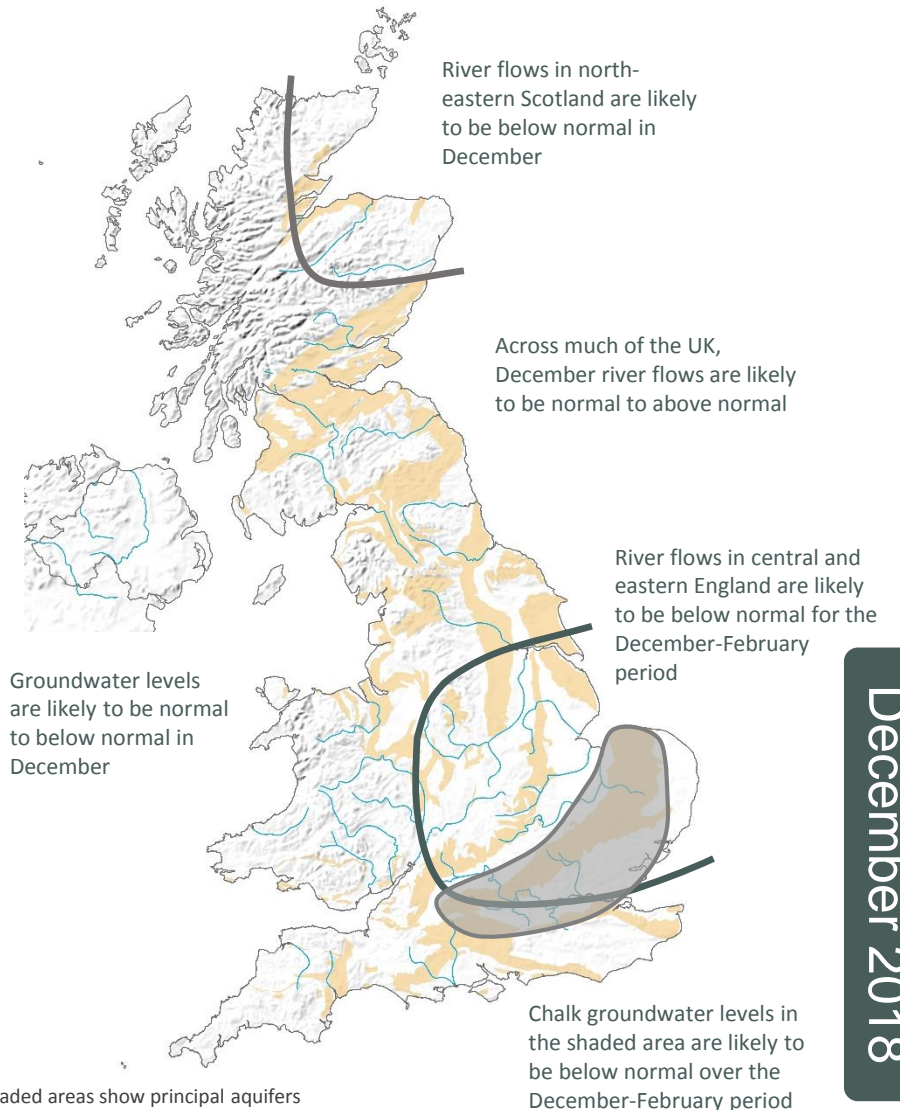 River flows in north-
eastern Scotland are likely
to be below normal in
December
Across much of the UK,
December river flows are likely
to be normal to above normal
River flows in central and
eastern England are likely
to be below normal for the
December-February
period
Groundwater levels
are likely to be normal
to below normal in
December
December 2018
Chalk groundwater levels in
the shaded area are likely to
be below normal over the
December-February period
aded areas show principal aquifers